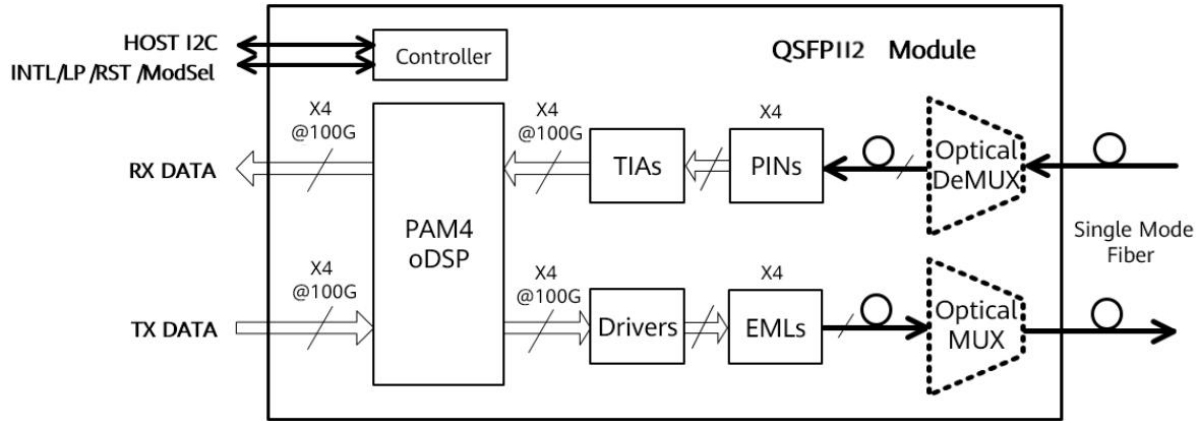 HOST I2C
INTL/LP/RST/ModSel
Controller
QSFP112 Module
X4
@100G
X4
@100G
X4
RX DATA
TIAs
PINs
Optical
DeMUX
PAM4
oDSP
Single Mode
Fiber
X4
@100G
X4
@100G
X4
TX DATA
Drivers
EMLs
Optical
MUX